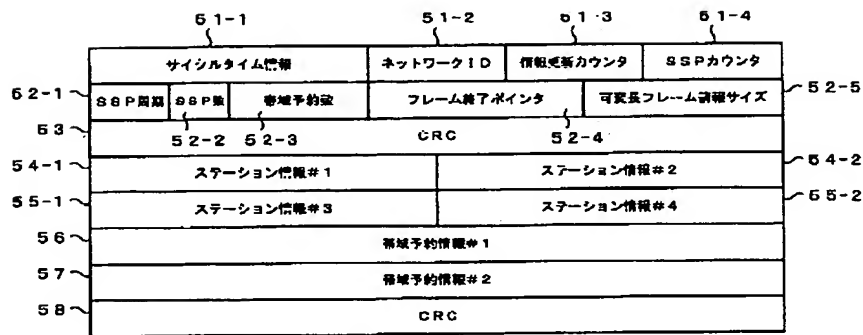 51-1 51-2 51-3 51-4
サイクルタイム情報 ネットワークID 情報更新カウンタ SSPカウンタ
52-1 SSP周期 SSP数 帯域予約数 フレーム終了ポインタ 可変長フレーム情報サイズ 52-5
52-2 52-3 52-4
53 CRC
54-1 ステーション情報#1 ステーション情報#2 54-2
55-1 ステーション情報#3 ステーション情報#4 55-2
56 帯域予約情報#1
57 帯域予約情報#2
58 CRC